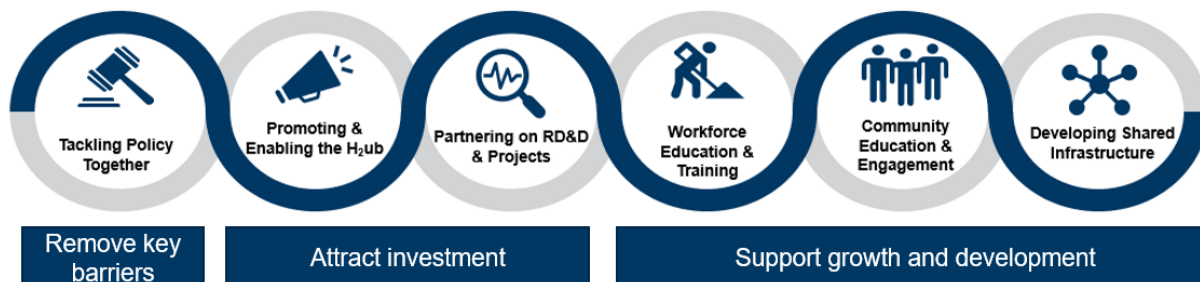 Tackling Policy
Together
Promoting &
Enabling the H₂ub
Partnering on RD&D
& Projects
Workforce
Education &
Training
Community
Education &
Engagement
Developing Shared
Infrastructure
Remove key
barriers
Attract investment
Support growth and development